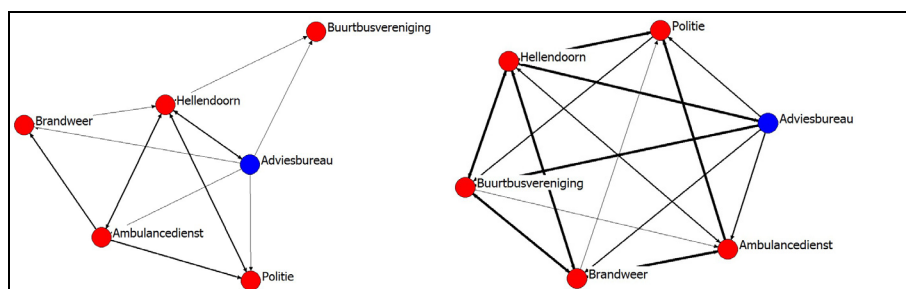 Buurtbusvereniging
Hellendoorn
Brandweer
Adviesbureau
Ambulancedienst
Politie
Politie
Hellendoorn
Adviesbureau
Buurtbusvereniging
Ambulancedienst
Brandweer